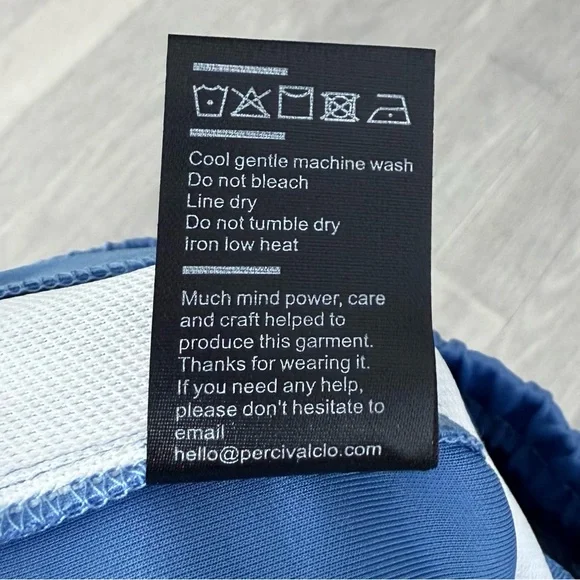 Cool gentle machine wash
Do not bleach
Line dry
Do not tumble dry
Iron low heat
Much mind power, care
and craft helped to
produce this garment.
Thanks for wearing it.
If you need any help,
please don't hesitate to
email
hello@percivalclo.com